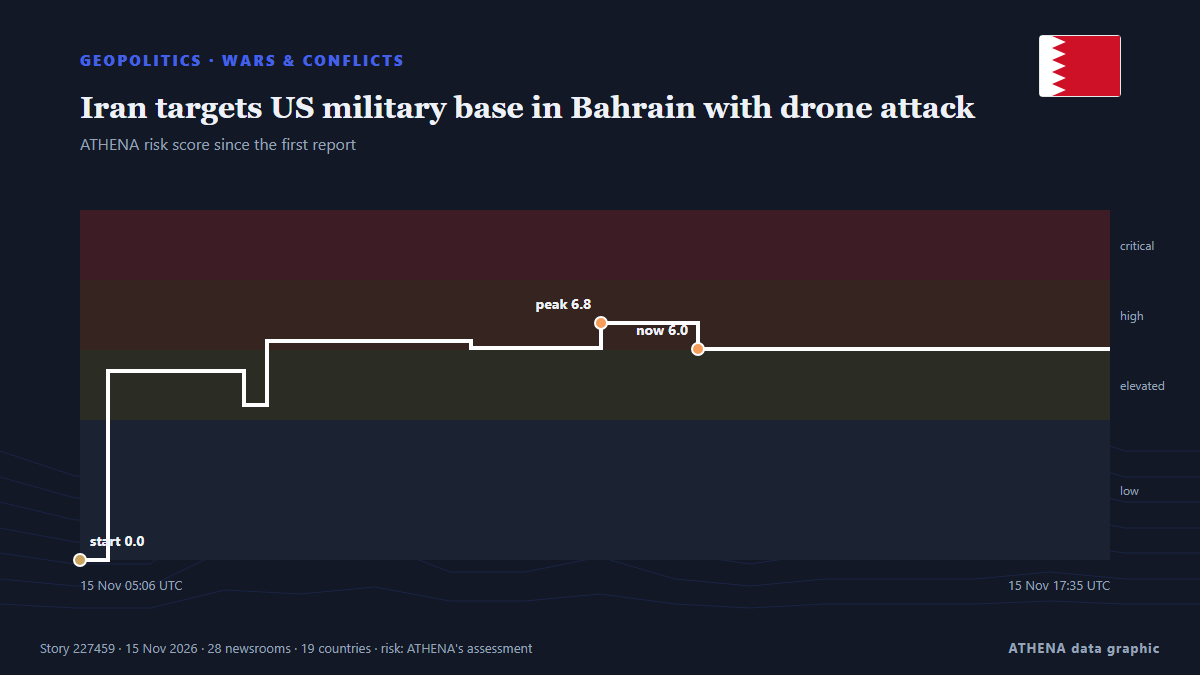 GEOPOLITICS · WARS & CONFLICTS
Iran targets US military base in Bahrain with drone attack
ATHENA risk score since the first report
critical
peak 6.8
high
now 6.0
elevated
low
start 0.0
15 Nov 05:06 UTC
15 Nov 17:35 UTC
Story 227459 · 15 Nov 2026 · 28 newsrooms · 19 countries · risk: ATHENA's assessment
ATHENA data graphic